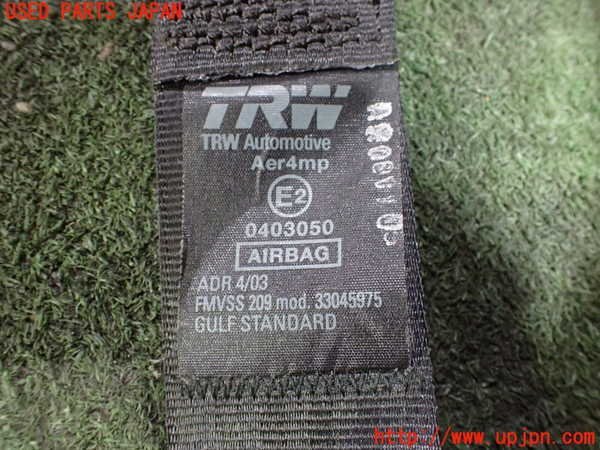 USED PARTS JAPAN
TRW
TRW Automotive
Aer4mp
E2
0403050
AIRBAG
ADR 4/03
FMVSS 209 mod. 33045975
GULF STANDARD
http://www.upjpn.com